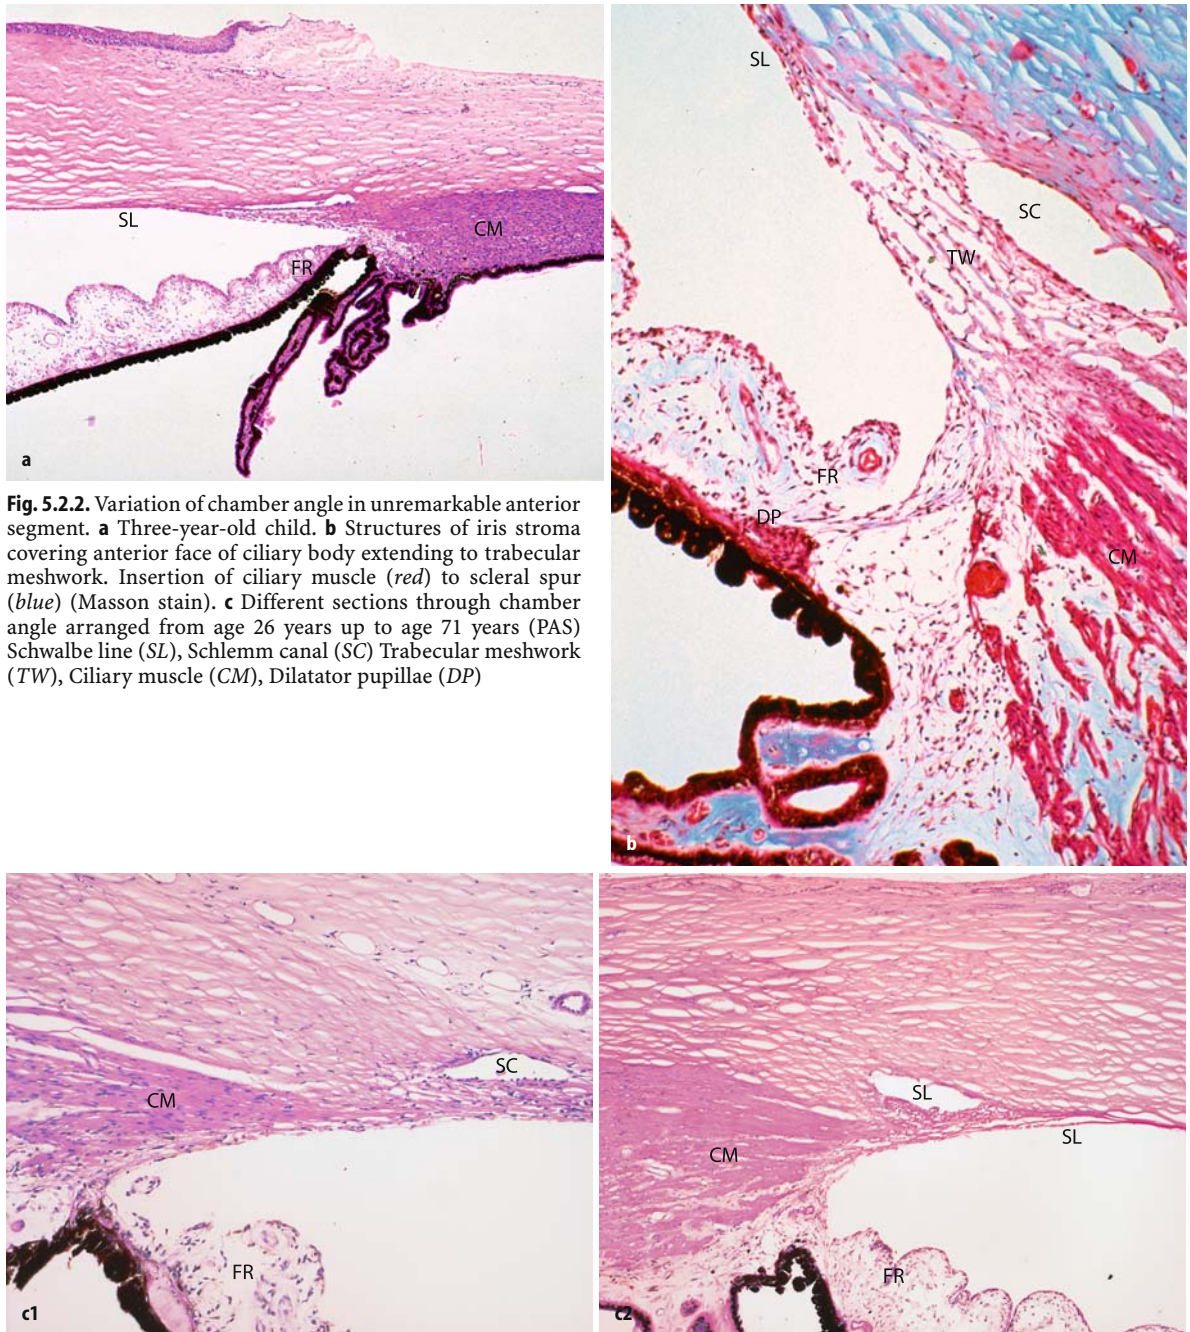 SL
CM
FR
a
SL
SC
TW
FR
DP
CM
b
Fig. 5.2.2. Variation of chamber angle in unremarkable anterior
segment. a Three-year-old child. b Structures of iris stroma
covering anterior face of ciliary body extending to trabecular
meshwork. Insertion of ciliary muscle (red) to scleral spur
(blue) (Masson stain). c Different sections through chamber
angle arranged from age 26 years up to age 71 years (PAS)
Schwalbe line (SL), Schlemm canal (SC) Trabecular meshwork
(TW), Ciliary muscle (CM), Dilatator pupillae (DP)
SC
CM
FR
c1
SL
SL
CM
FR
c2